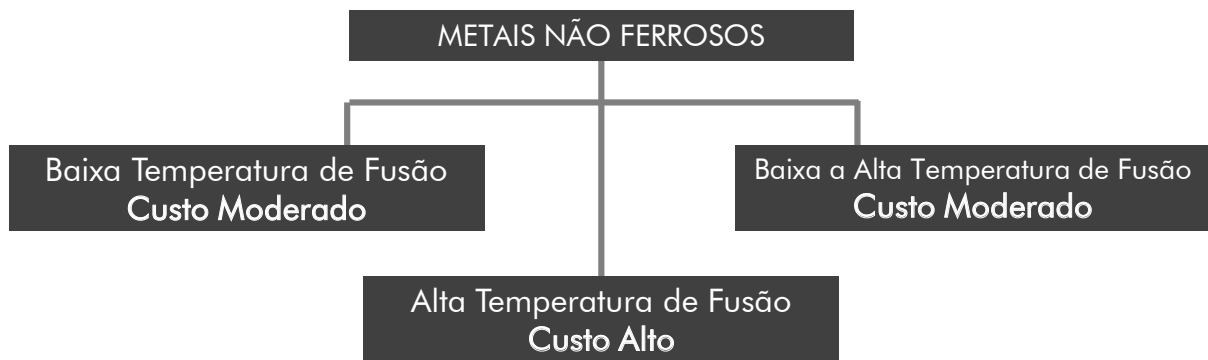 METAIS NÃO FERROSOS
Baixa Temperatura de Fusão
Custo Moderado
Baixa a Alta Temperatura de Fusão
Custo Moderado
Alta Temperatura de Fusão
Custo Alto